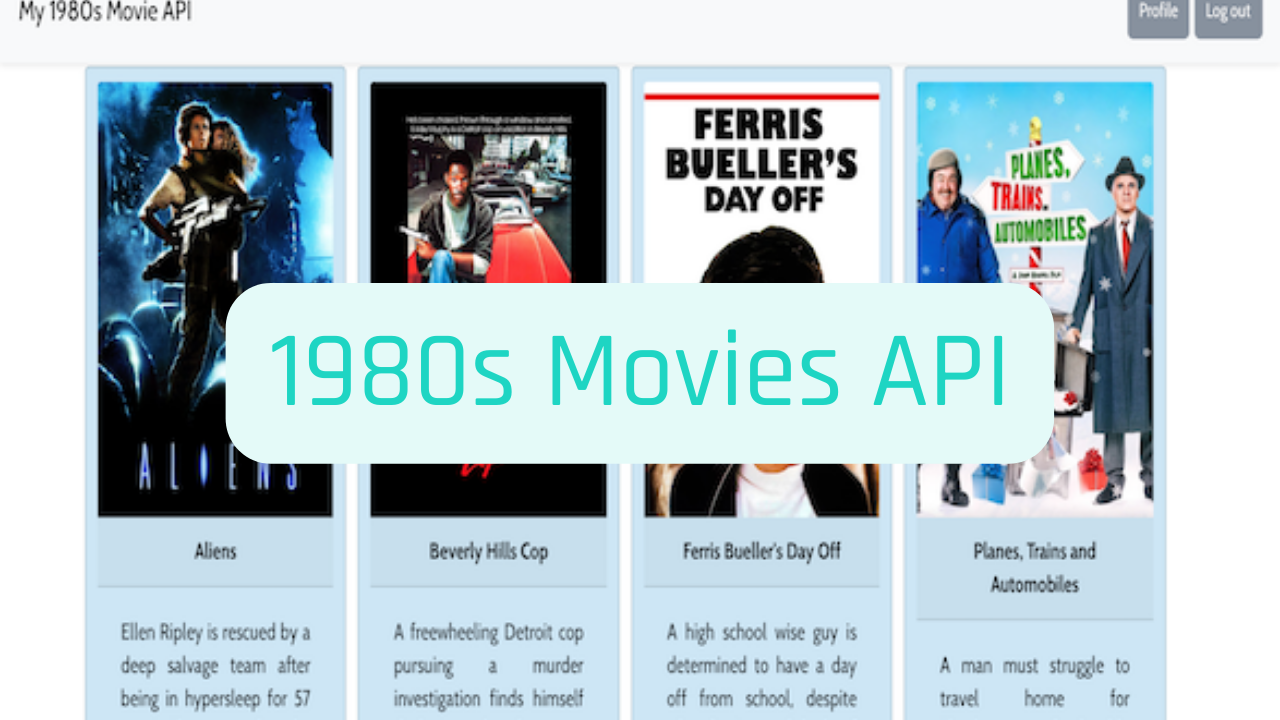 My 1980s Movie API
Profile
Log out
FERRIS
BUELLER'S
DAY OFF
PLANES,
TRAINS.
AUTOMOBILES
1980s Movies API
ALIENS
Aliens
Beverly Hills Cop
Ferris Bueller's Day Off
Planes, Trains and
Automobiles
Ellen Ripley is rescued by a
deep salvage team after
being in hypersleep for 57
A freewheeling Detroit cop
pursuing a murder
investigation finds himself
A high school wise guy is
determined to have a day
off from school, despite
A man must struggle to
travel home for